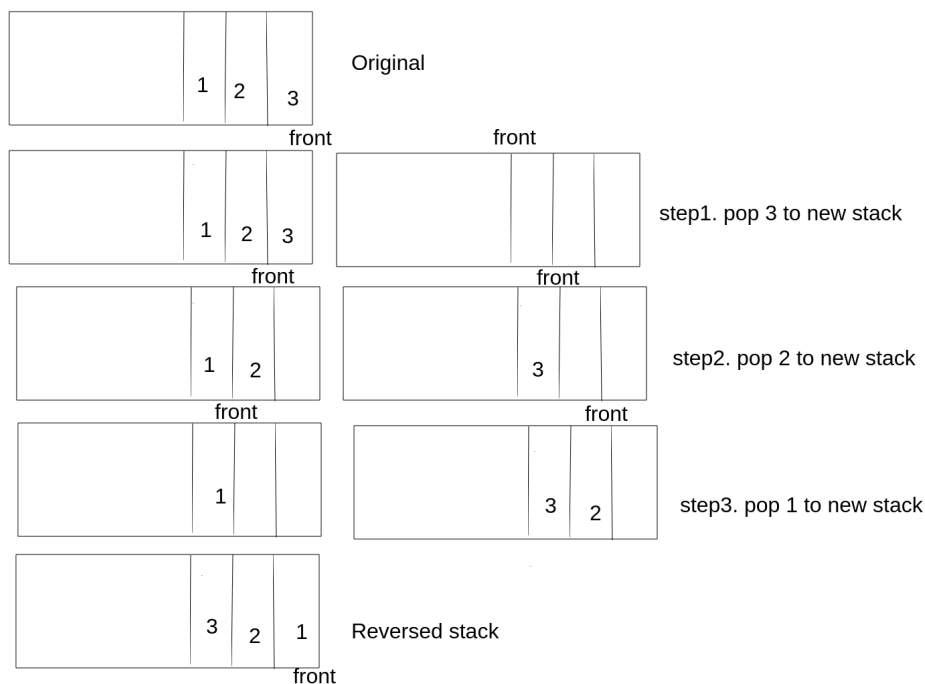 1 2 3 Original
front front
1 2 3 step1. pop 3 to new stack
front front
1 2 3 step2. pop 2 to new stack
front front
1 3 2 step3. pop 1 to new stack
3 2 1 Reversed stack
front